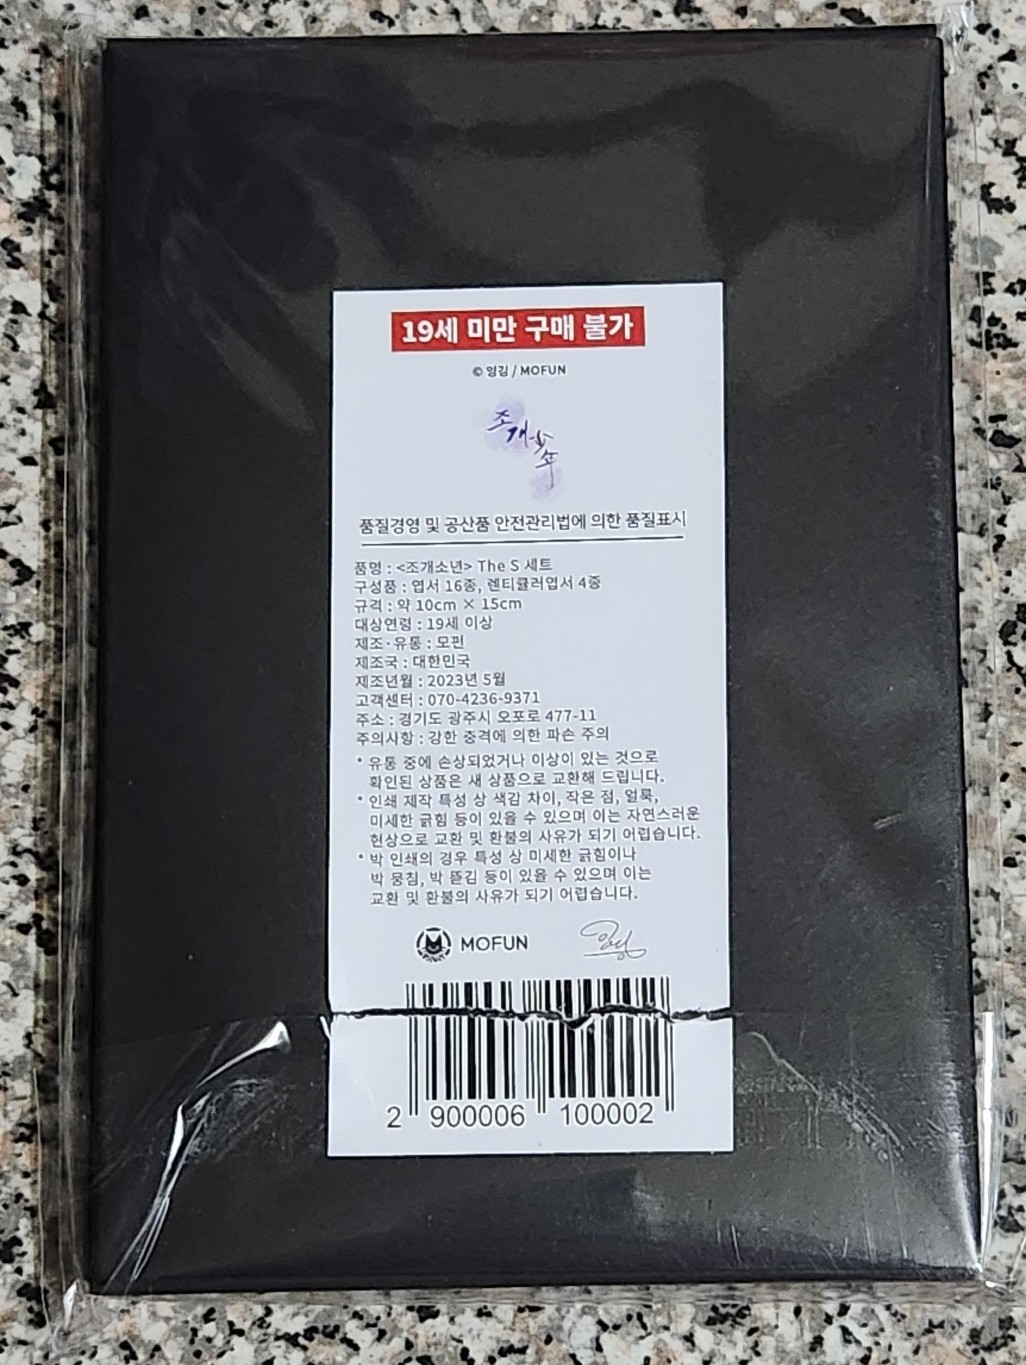 19세 미만 구매 불가
© 잉킴 / MOFUN
조개少年
품질경영 및 공산품 안전관리법에 의한 품질표시
품명 : <조개소년> The S 세트
구성품 : 엽서 16종, 렌티큘러엽서 4종
규격 : 약 10cm × 15cm
대상연령 : 19세 이상
제조·유통 : 모펀
제조국 : 대한민국
제조년월 : 2023년 5월
고객센터 : 070-4236-9371
주소 : 경기도 광주시 오포로 477-11
주의사항 : 강한 충격에 의한 파손 주의
* 유통 중에 손상되었거나 이상이 있는 것으로
확인된 상품은 새 상품으로 교환해 드립니다.
* 인쇄 제작 특성 상 색감 차이, 작은 점, 얼룩,
미세한 긁힘 등이 있을 수 있으며 이는 자연스러운
현상으로 교환 및 환불의 사유가 되기 어렵습니다.
* 박 인쇄의 경우 특성 상 미세한 긁힘이나
박 뭉침, 박 뜯김 등이 있을 수 있으며 이는
교환 및 환불의 사유가 되기 어렵습니다.
MOFUN
2 900006 100002